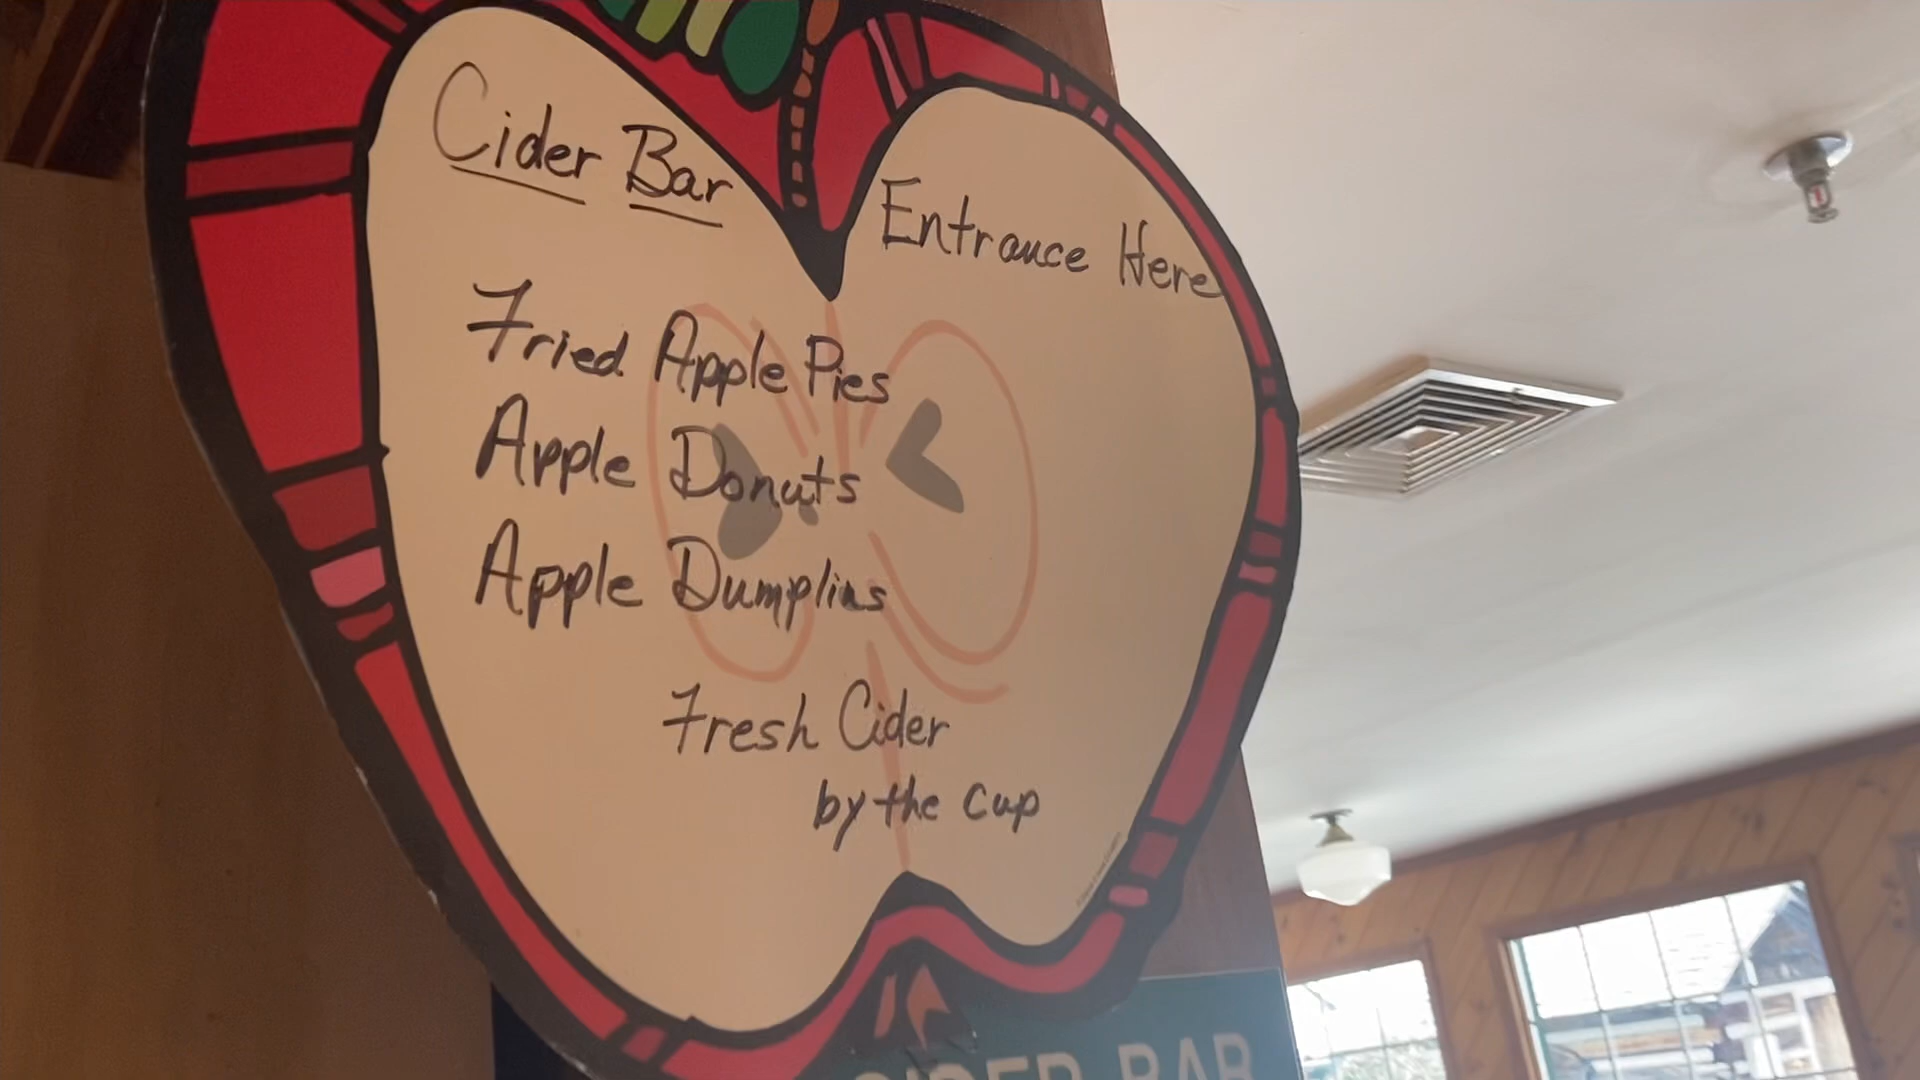 Cider Bar
Entrance Here
Fried Apple Pies
Apple Donuts
Apple Dumplins
Fresh Cider
by the cup
CIDER BAR